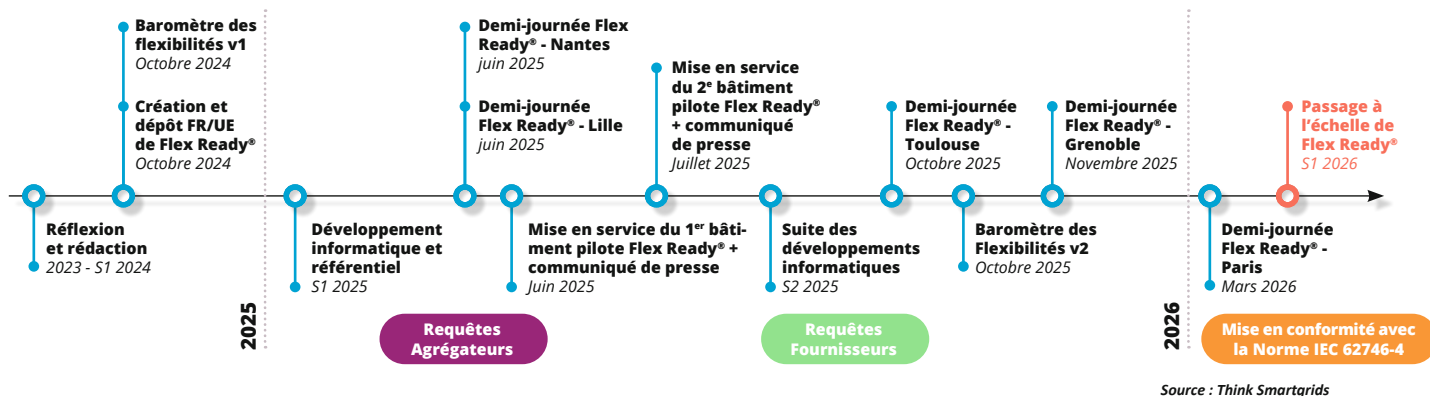 Baromètre des
flexibilités v1
Octobre 2024
Création et
dépôt FR/UE
de Flex Ready®
Octobre 2024
Demi-journée Flex
Ready® - Nantes
juin 2025
Demi-journée
Flex Ready® - Lille
juin 2025
Mise en service
du 2e bâtiment
pilote Flex Ready®
+ communiqué
de presse
Juillet 2025
Demi-journée
Flex Ready® -
Toulouse
Octobre 2025
Demi-journée
Flex Ready® -
Grenoble
Novembre 2025
Passage à
l’échelle de
Flex Ready®
S1 2026
Réflexion
et rédaction
2023 - S1 2024
Développement
informatique et
référentiel
S1 2025
Mise en service du 1er bâti-
ment pilote Flex Ready® +
communiqué de presse
Juin 2025
Suite des
développements
informatiques
S2 2025
Baromètre des
Flexibilités v2
Octobre 2025
Demi-journée
Flex Ready® -
Paris
Mars 2026
2025
Requêtes
Agrégateurs
Requêtes
Fournisseurs
2026
Mise en conformité avec
la Norme IEC 62746-4
Source : Think Smartgrids